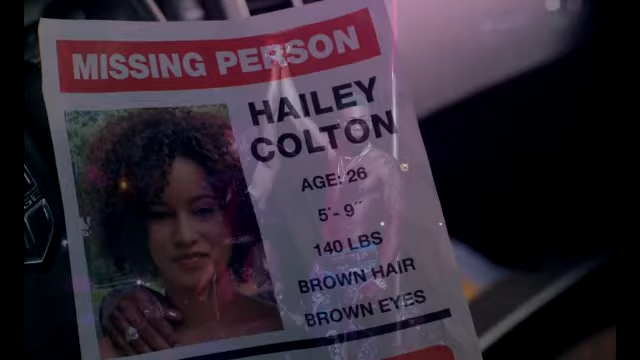 MISSING PERSON
HAILEY
COLTON
AGE: 26
5'- 9"
140 LBS
BROWN HAIR
BROWN EYES